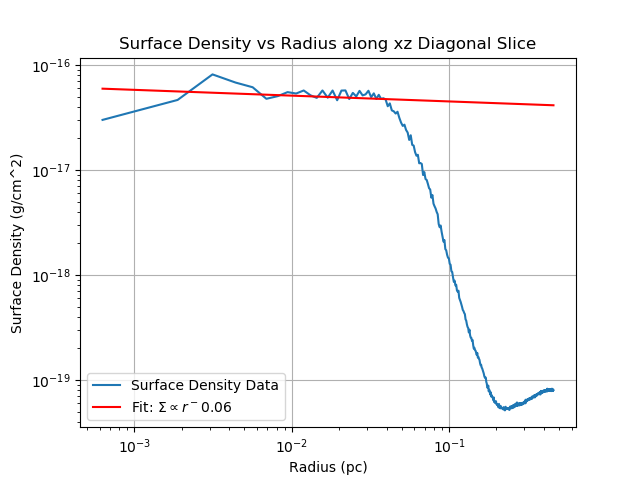 Surface Density vs Radius along xz Diagonal Slice
Surface Density (g/cm^2)
10⁻¹⁶
10⁻¹⁷
10⁻¹⁸
10⁻¹⁹
Surface Density Data
Fit: Σ ∝ r⁻0.06
10⁻³
10⁻²
10⁻¹
Radius (pc)